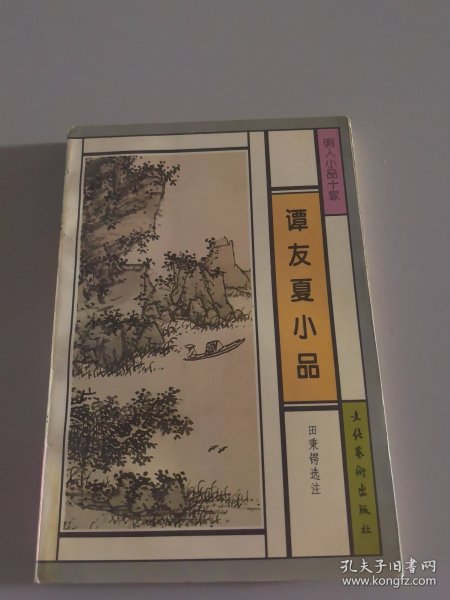 明人小品十家
谭友夏小品
田秉锷选注
文化艺术出版社
孔夫子旧书网
www.kongfz.com